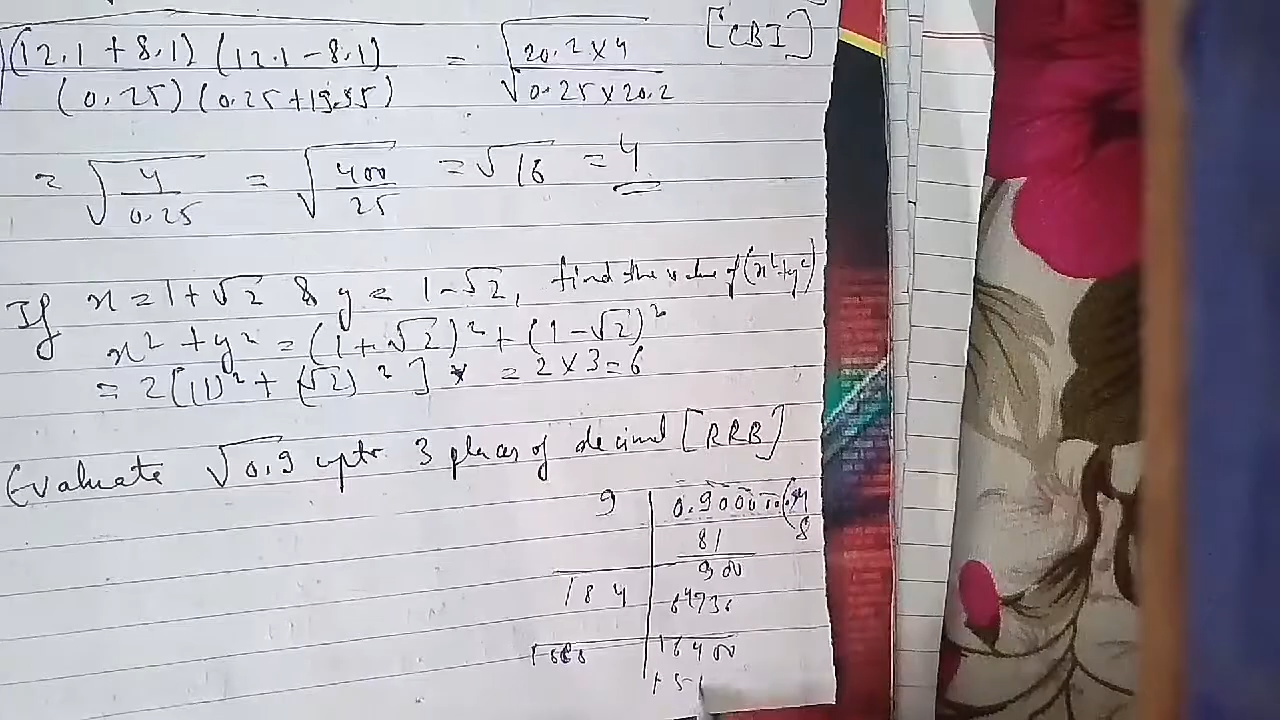 √(12.1 + 8.1) (12.1 - 8.1) / (0.25) (0.25 + 19.95) = √20.2 × 4 / √0.25 × 20.2 [CBI]
= √4/0.25 = √400/25 = √16 = 4
If x = 1 + √2 & y = 1 - √2, find the value of (x² + y²)
x² + y² = (1 + √2)² + (1 - √2)²
= 2 [(1)² + (√2)²] = 2 × 3 = 6
Evaluate √0.9 upto 3 places of decimal [RRB]
9 0.9000
81
184 900
736
16400